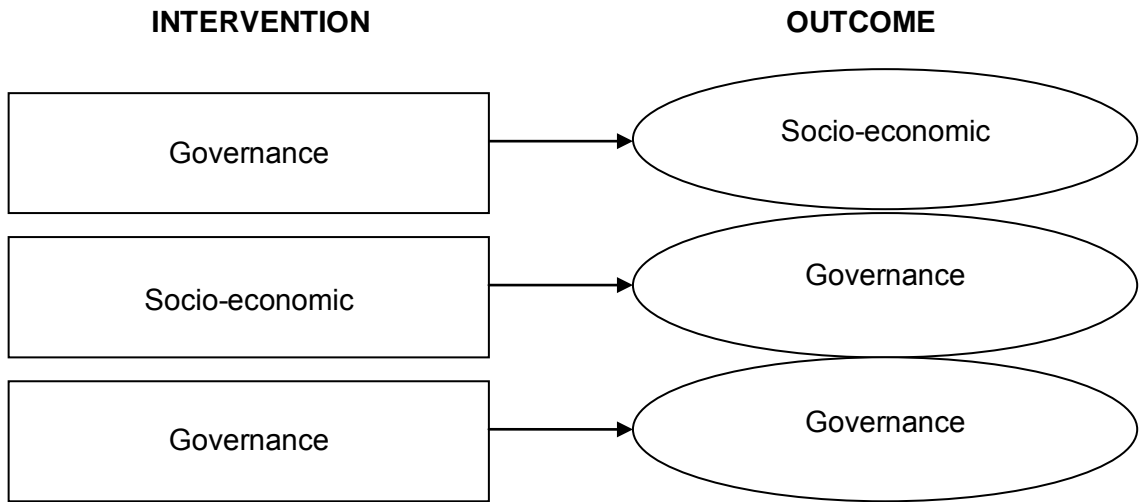 INTERVENTION OUTCOME
Governance Socio-economic
Socio-economic Governance
Governance Governance